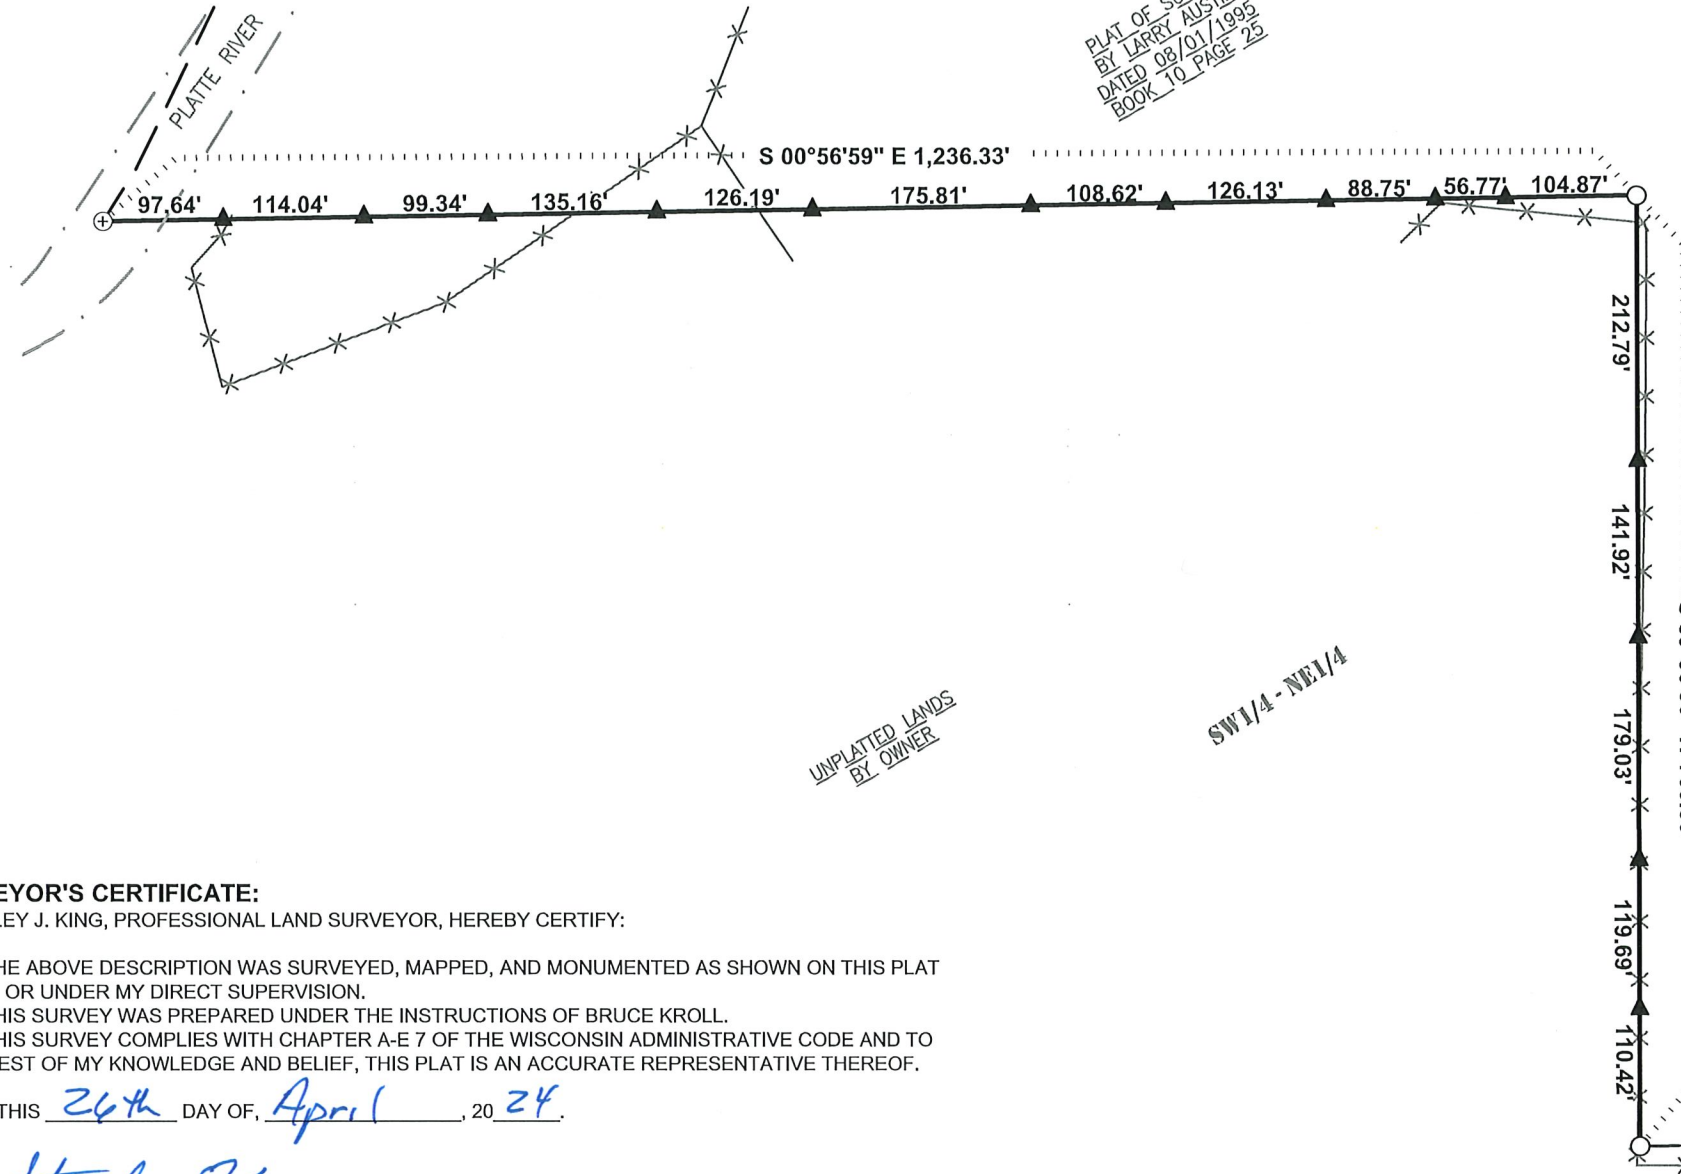 PLATTE RIVER
PLAT OF
BY LARRY
DATED 08/01/1995
BOOK 10 PAGE 25
S 00°56'59" E 1,236.33'
97.64' 114.04' 99.34' 135.16' 126.19' 175.81' 108.62' 126.13' 88.75' 56.77' 104.87'
212.79'
141.92'
179.03'
119.69'
110.42'
SW1/4 - NE1/4
UNPLATTED LANDS
BY OWNER
EYOR'S CERTIFICATE:
LEY J. KING, PROFESSIONAL LAND SURVEYOR, HEREBY CERTIFY:
HE ABOVE DESCRIPTION WAS SURVEYED, MAPPED, AND MONUMENTED AS SHOWN ON THIS PLAT
OR UNDER MY DIRECT SUPERVISION.
HIS SURVEY WAS PREPARED UNDER THE INSTRUCTIONS OF BRUCE KROLL.
HIS SURVEY COMPLIES WITH CHAPTER A-E 7 OF THE WISCONSIN ADMINISTRATIVE CODE AND TO
EST OF MY KNOWLEDGE AND BELIEF, THIS PLAT IS AN ACCURATE REPRESENTATIVE THEREOF.
THIS 26th DAY OF, April, 20 24.